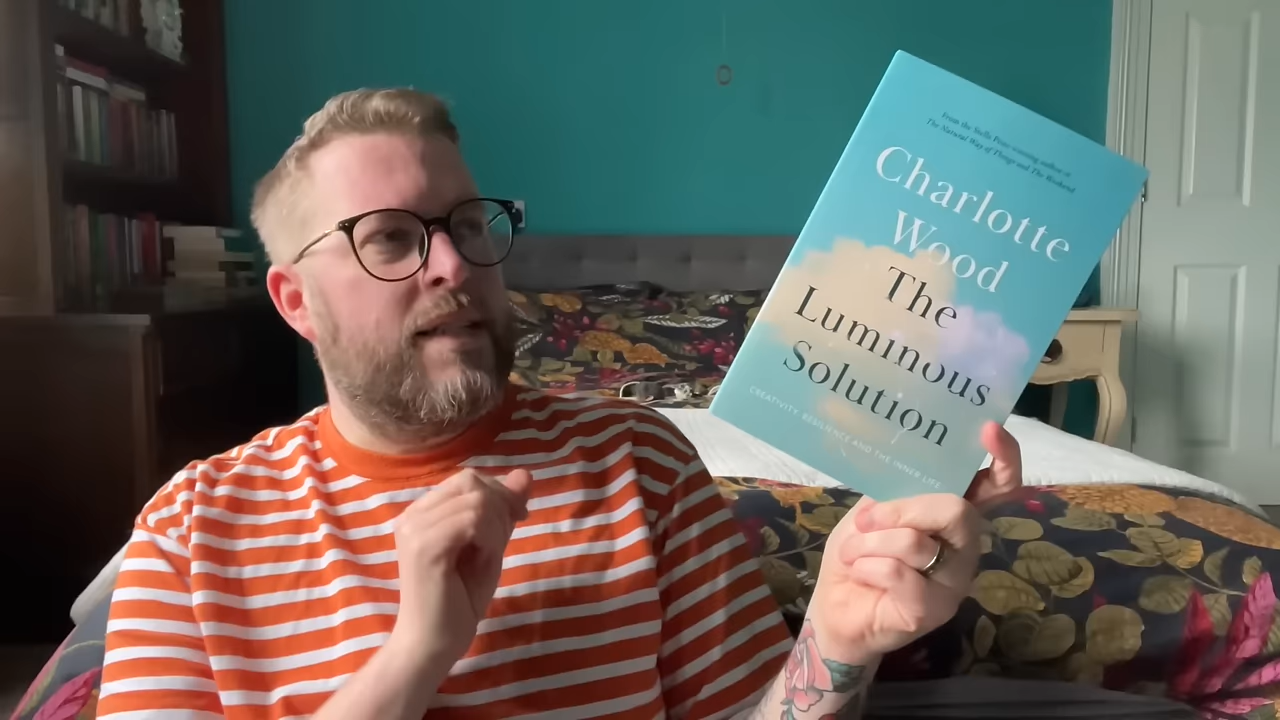 From the Stella Prize-winning author of
The Natural Way of Things and The Weekend
Charlotte
Wood
The
Luminous
Solution
CREATIVITY, RESILIENCE AND THE INNER LIFE